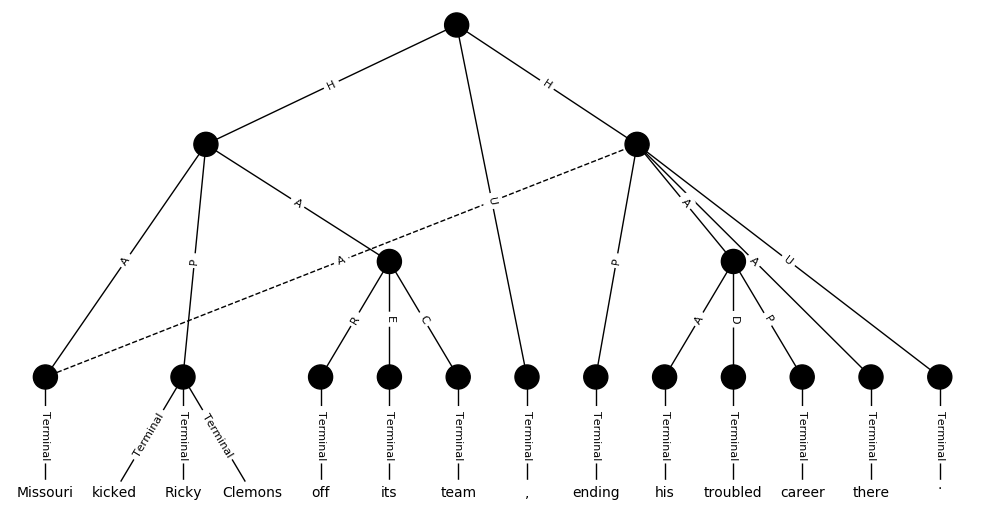 H H
U
A P A A
A A U
P
R E C A D P
Terminal Terminal Terminal Terminal Terminal Terminal Terminal Terminal Terminal Terminal Terminal Terminal Terminal Terminal
Missouri kicked Ricky Clemons off its team , ending his troubled career there .